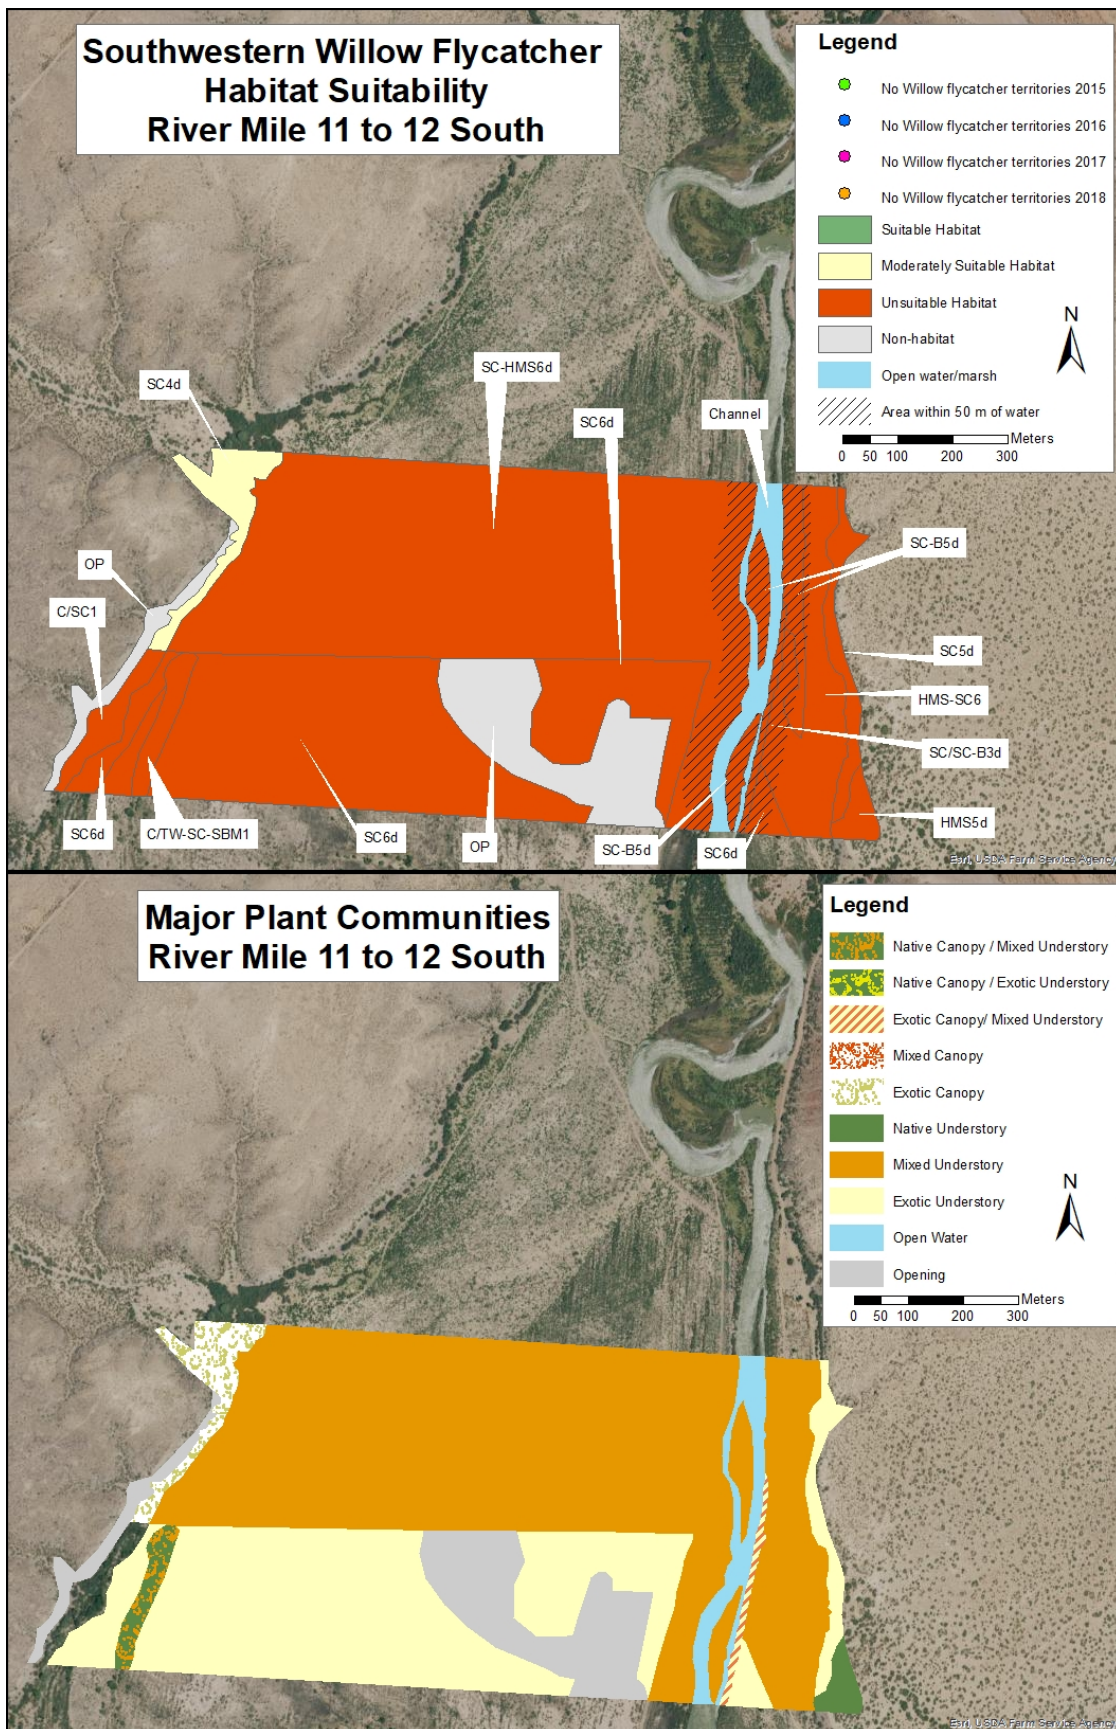 Southwestern Willow Flycatcher
Habitat Suitability
River Mile 11 to 12 South
Legend
No Willow flycatcher territories 2015
No Willow flycatcher territories 2016
No Willow flycatcher territories 2017
No Willow flycatcher territories 2018
Suitable Habitat
Moderately Suitable Habitat
Unsuitable Habitat
Non-habitat
Open water/marsh
Area within 50 m of water
N
Meters
0 50 100 200 300
SC4d
SC-HMS6d
SC6d
Channel
SC-B5d
OP
C/SC1
SC5d
HMS-SC6
SC/SC-B3d
HMS5d
SC6d
C/TW-SC-SBM1
SC6d
OP
SC-B5d
SC6d
Esri, USDA Farm Service Agency
Major Plant Communities
River Mile 11 to 12 South
Legend
Native Canopy / Mixed Understory
Native Canopy / Exotic Understory
Exotic Canopy/ Mixed Understory
Mixed Canopy
Exotic Canopy
Native Understory
Mixed Understory
Exotic Understory
Open Water
Opening
N
Meters
0 50 100 200 300
Esri, USDA Farm Service Agency